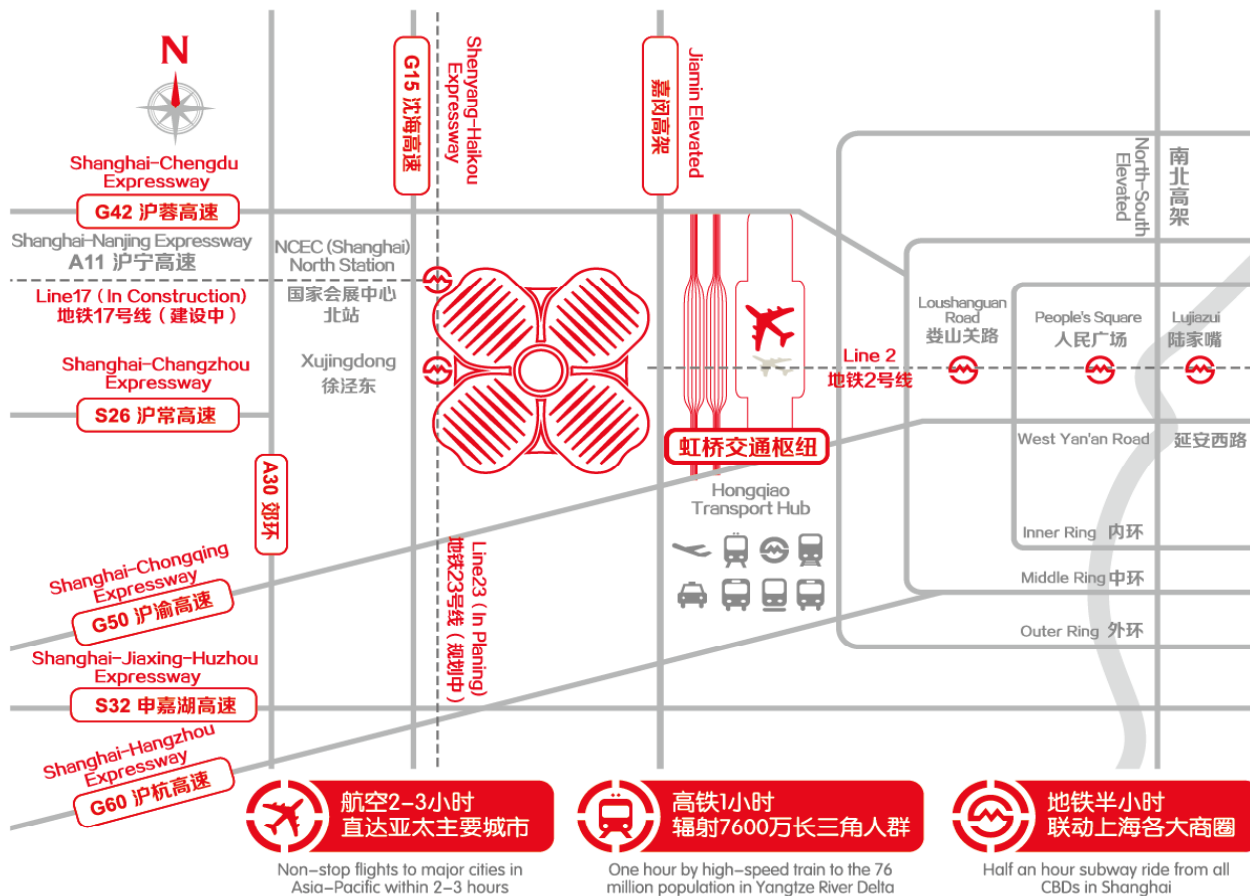 N
G15 沈海高速
Shenyang-Haikou
Expressway
嘉闵高架
Jiamin Elevated
North-South
Elevated
南北高架
Shanghai-Chengdu
Expressway
G42 沪蓉高速
Shanghai-Nanjing Expressway
A11 沪宁高速
NCEC (Shanghai)
North Station
国家会展中心
北站
Line17 ( In Construction)
地铁17号线（建设中）
Shanghai-Changzhou
Expressway
S26 沪常高速
Xujingdong
徐泾东
Line 2
地铁2号线
Loushanguan
Road
娄山关路
People's Square
人民广场
Lujiazui
陆家嘴
虹桥交通枢纽
Hongqiao
Transport Hub
West Yan'an Road 延安西路
A30 郊环
Shanghai-Chongqing
Expressway
G50 沪渝高速
Line23 ( In Planing)
地铁23号线（规划中）
Inner Ring 内环
Middle Ring 中环
Outer Ring 外环
Shanghai-Jiaxing-Huzhou
Expressway
S32 申嘉湖高速
Shanghai-Hangzhou
Expressway
G60 沪杭高速
航空2-3小时
直达亚太主要城市
Non-stop flights to major cities in
Asia-Pacific within 2-3 hours
高铁1小时
辐射7600万长三角人群
One hour by high-speed train to the 76
million population in Yangtze River Delta
地铁半小时
联动上海各大商圈
Half an hour subway ride from all
CBDs in Shanghai